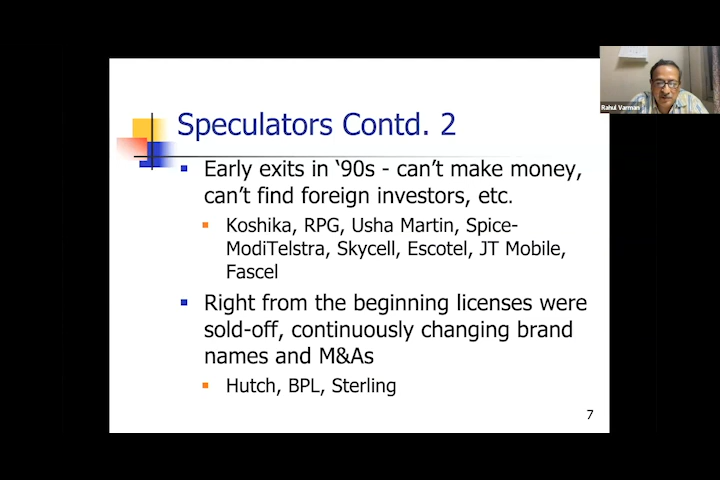 Speculators Contd. 2
Early exits in ‘90s - can’t make money,
can’t find foreign investors, etc.
Koshika, RPG, Usha Martin, Spice-
ModiTelstra, Skycell, Escotel, JT Mobile,
Fascel
Right from the beginning licenses were
sold-off, continuously changing brand
names and M&As
Hutch, BPL, Sterling
7
Rahul Varman